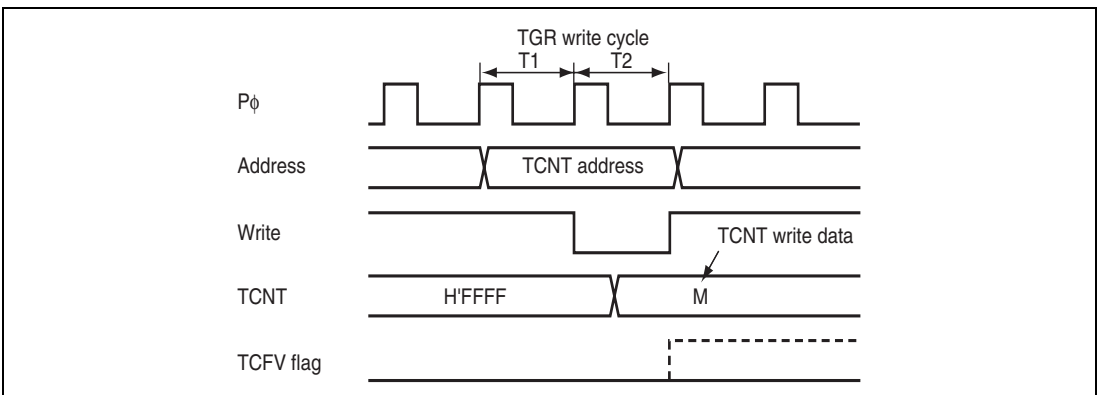 TGR write cycle
T1 T2
Pϕ
Address TCNT address
Write TCNT write data
TCNT H'FFFF M
TCFV flag